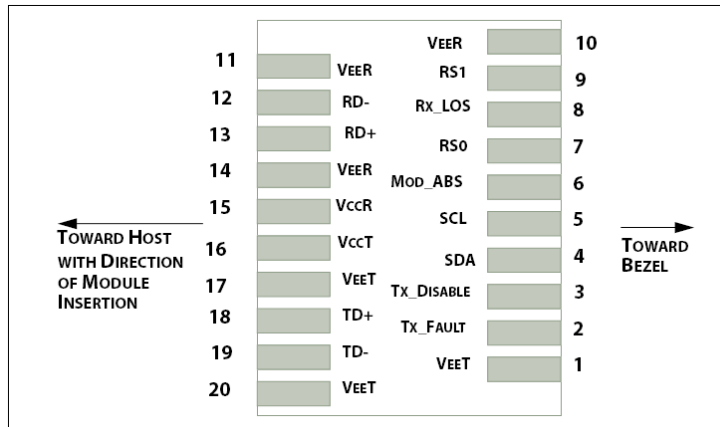 11 VEER
12 RD-
13 RD+
14 VEER
15 VCCR
16 VCCT
17 VEET
18 TD+
19 TD-
20 VEET
VEER 10
RS1 9
RX_LOS 8
RS0 7
MOD_ABS 6
SCL 5
SDA 4
TX_DISABLE 3
TX_FAULT 2
VEET 1
TOWARD HOST
WITH DIRECTION
OF MODULE
INSERTION
TOWARD
BEZEL